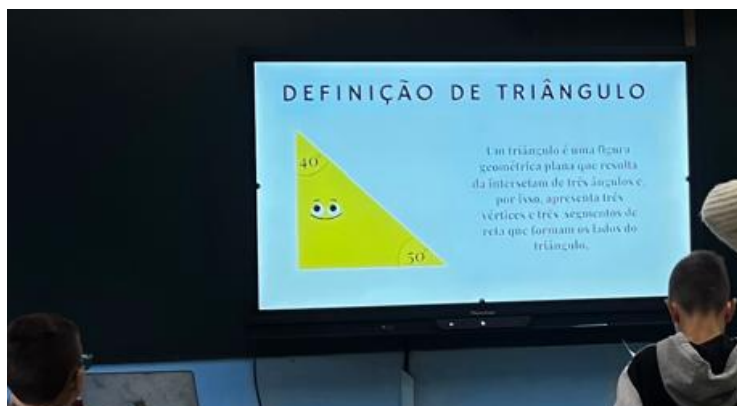 DEFINIÇÃO DE TRIÂNGULO
40
50°
Um triângulo é uma figura
geométrica plana que resulta
da intersetam de três ângulos e,
por isso, apresenta três
vértices e três segmentos de
reta que formam os lados do
triângulo.